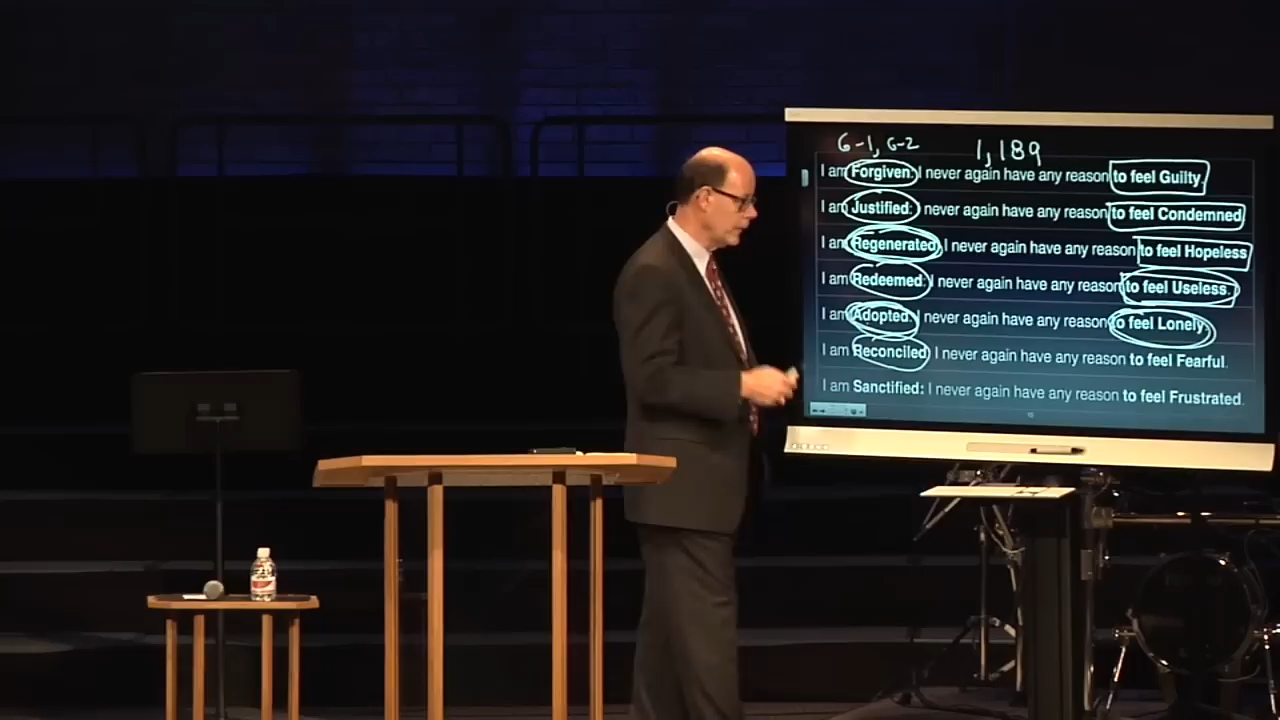 G-1, G-2 1,189
I am Forgiven: I never again have any reason to feel Guilty.
I am Justified: I never again have any reason to feel Condemned
I am Regenerated: I never again have any reason to feel Hopeless
I am Redeemed: I never again have any reason to feel Useless.
I am Adopted: I never again have any reason to feel Lonely.
I am Reconciled: I never again have any reason to feel Fearful.
I am Sanctified: I never again have any reason to feel Frustrated.